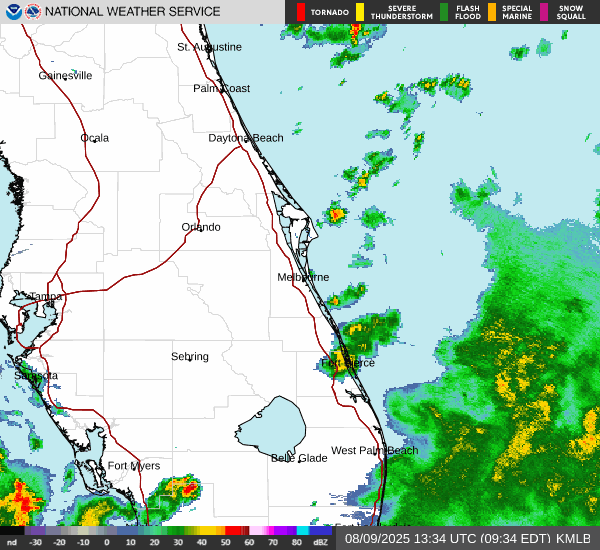 NATIONAL WEATHER SERVICE
TORNADO
SEVERE THUNDERSTORM
FLASH FLOOD
SPECIAL MARINE
SNOW SQUALL
St. Augustine
Gainesville
Palm Coast
Ocala
Daytona Beach
Orlando
Melbourne
Tampa
Sebring
Fort Pierce
Sarasota
West Palm Beach
Belle Glade
Fort Myers
nd -30 -20 -10 0 10 20 30 40 50 60 70 80 dBZ
08/09/2025 13:34 UTC (09:34 EDT) KMLB